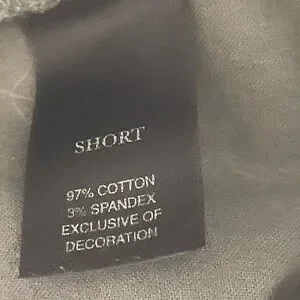 SHORT
97% COTTON
3% SPANDEX
EXCLUSIVE OF
DECORATION